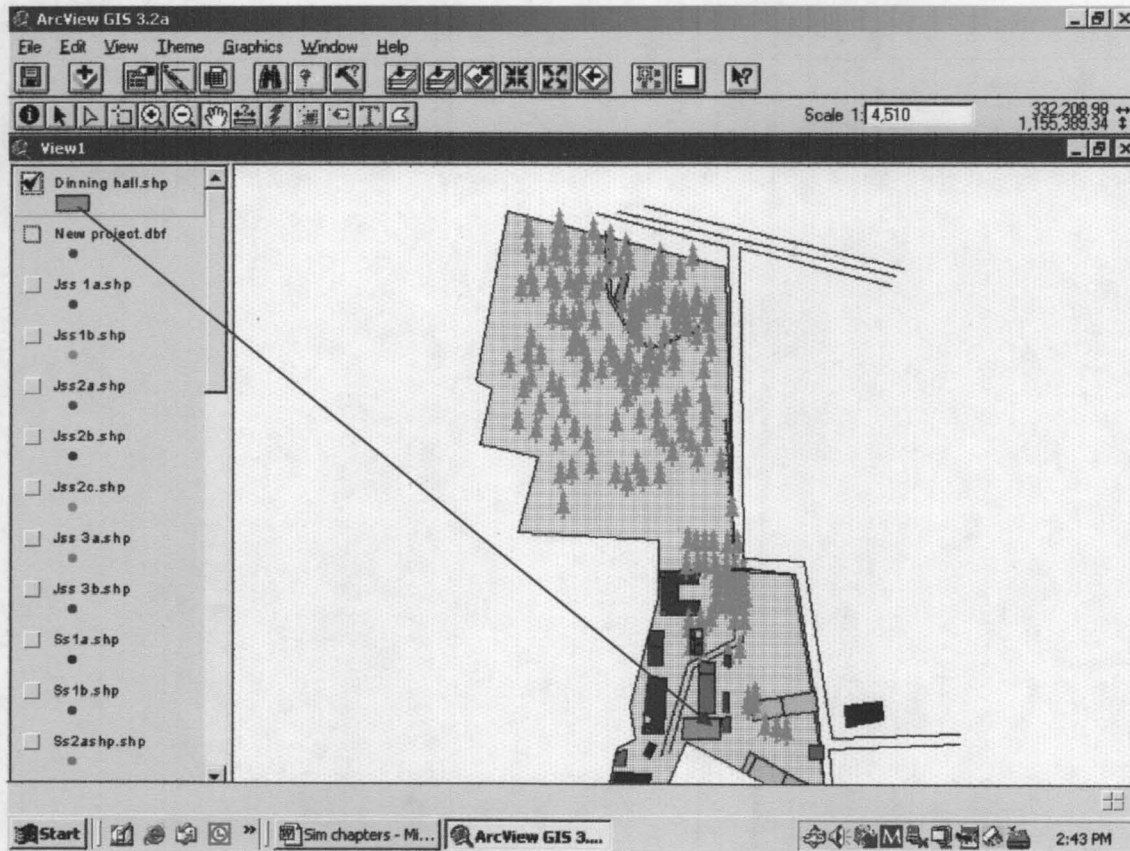 ArcView GIS 3.2a
File Edit View Theme Graphics Window Help
Scale 1: 4,510
332,208.98
1,155,389.34
View1
Dinning hall.shp
New project.dbf
Jss 1a.shp
Jss1b.shp
Jss2a.shp
Jss2b.shp
Jss2c.shp
Jss 3a.shp
Jss 3b.shp
Ss1a.shp
Ss1b.shp
Ss2ashp.shp
Start
Sim chapters - Mi...
ArcView GIS 3....
2:43 PM